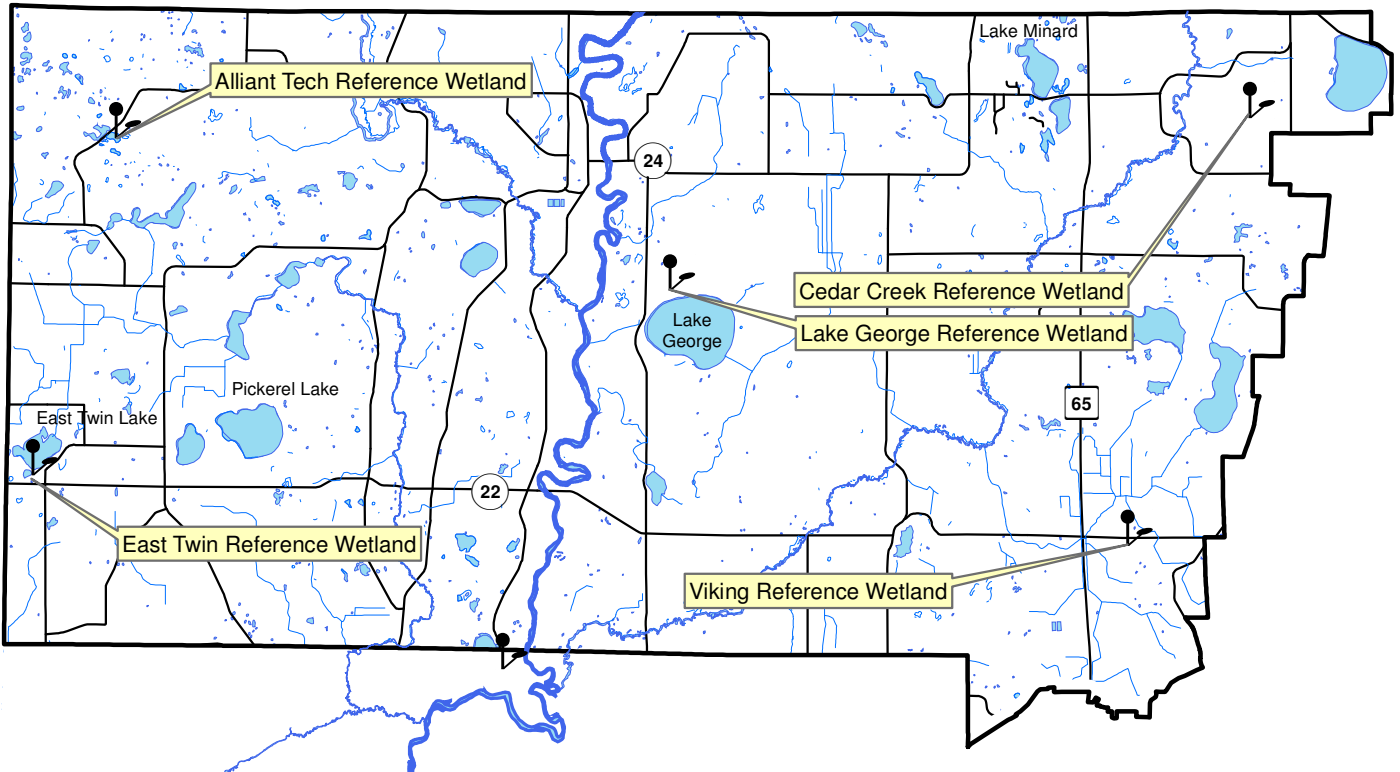 Lake Minard
Alliant Tech Reference Wetland
24
Cedar Creek Reference Wetland
Lake
George
Lake George Reference Wetland
Pickerel Lake
65
East Twin Lake
22
East Twin Reference Wetland
Viking Reference Wetland